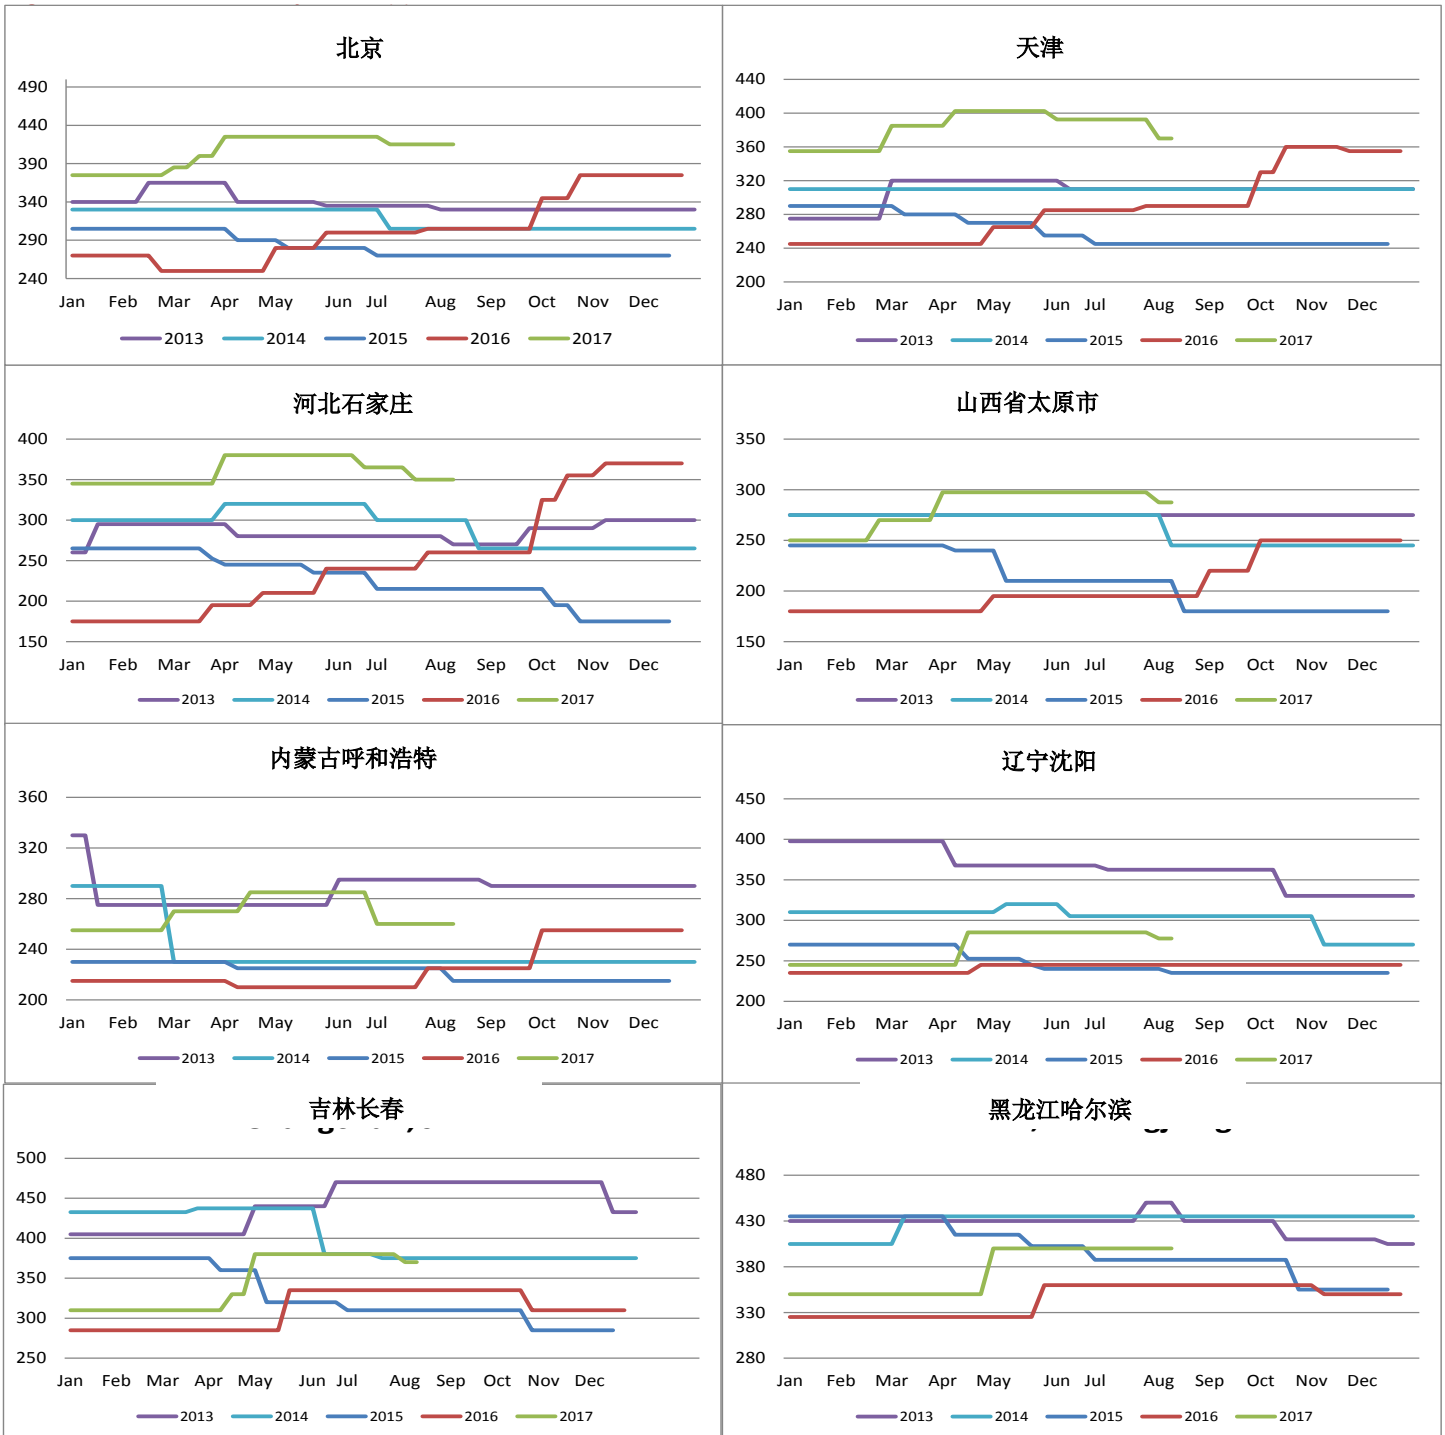 北京
490
440
390
340
290
240
Jan Feb Mar Apr May Jun Jul Aug Sep Oct Nov Dec
2013 2014 2015 2016 2017
天津
440
400
360
320
280
240
200
Jan Feb Mar Apr May Jun Jul Aug Sep Oct Nov Dec
2013 2014 2015 2016 2017
河北石家庄
400
350
300
250
200
150
Jan Feb Mar Apr May Jun Jul Aug Sep Oct Nov Dec
2013 2014 2015 2016 2017
山西省太原市
350
300
250
200
150
Jan Feb Mar Apr May Jun Jul Aug Sep Oct Nov Dec
2013 2014 2015 2016 2017
内蒙古呼和浩特
360
320
280
240
200
Jan Feb Mar Apr May Jun Jul Aug Sep Oct Nov Dec
2013 2014 2015 2016 2017
辽宁沈阳
450
400
350
300
250
200
Jan Feb Mar Apr May Jun Jul Aug Sep Oct Nov Dec
2013 2014 2015 2016 2017
吉林长春
500
450
400
350
300
250
Jan Feb Mar Apr May Jun Jul Aug Sep Oct Nov Dec
2013 2014 2015 2016 2017
黑龙江哈尔滨
480
430
380
330
280
Jan Feb Mar Apr May Jun Jul Aug Sep Oct Nov Dec
2013 2014 2015 2016 2017